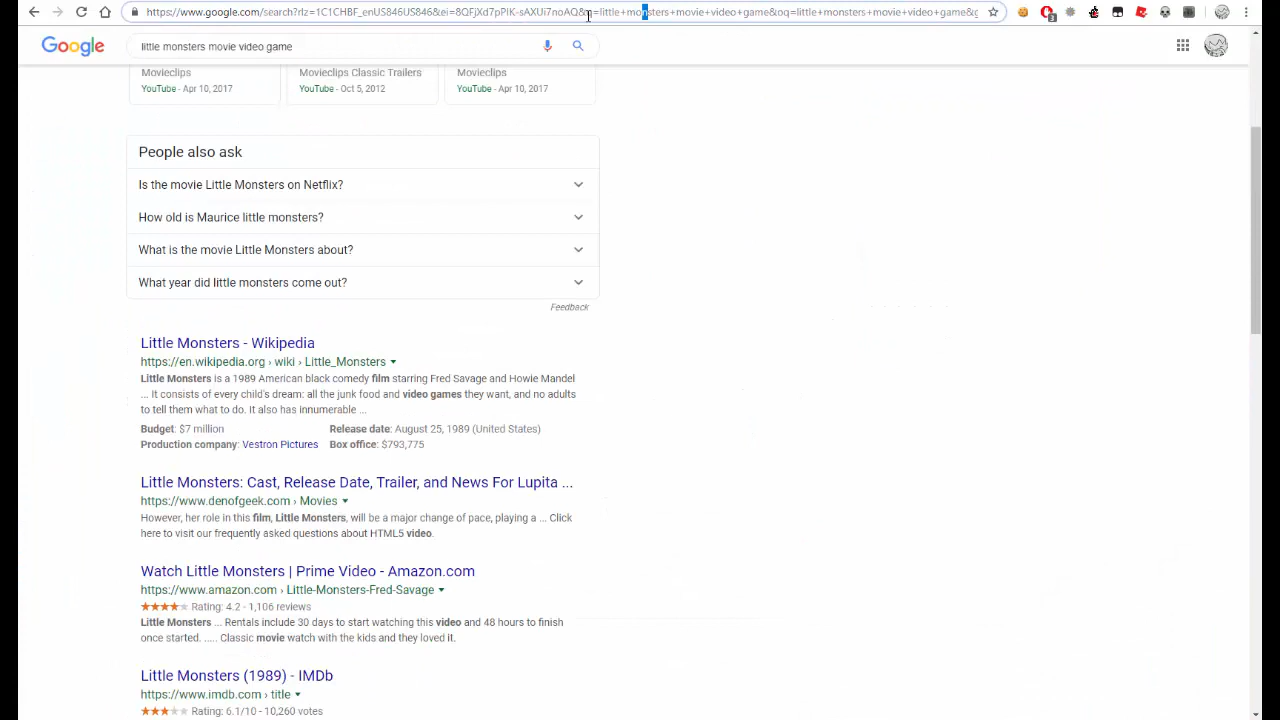 https://www.google.com/search?rlz=1C1CHBF_enUS846US846&ei=8QFjXd7pPIK-sAXUi7noAQ&q=little+monsters+movie+video+game&oq=little+monsters+movie+video+game&g
3
Google
little monsters movie video game
Movieclips
YouTube - Apr 10, 2017
Movieclips Classic Trailers
YouTube - Oct 5, 2012
Movieclips
YouTube - Apr 10, 2017
People also ask
Is the movie Little Monsters on Netflix?
How old is Maurice little monsters?
What is the movie Little Monsters about?
What year did little monsters come out?
Feedback
Little Monsters - Wikipedia
https://en.wikipedia.org › wiki › Little_Monsters
Little Monsters is a 1989 American black comedy film starring Fred Savage and Howie Mandel
... It consists of every child's dream: all the junk food and video games they want, and no adults
to tell them what to do. It also has innumerable ...
Budget: $7 million Release date: August 25, 1989 (United States)
Production company: Vestron Pictures Box office: $793,775
Little Monsters: Cast, Release Date, Trailer, and News For Lupita ...
https://www.denofgeek.com › Movies
However, her role in this film, Little Monsters, will be a major change of pace, playing a ... Click
here to visit our frequently asked questions about HTML5 video.
Watch Little Monsters | Prime Video - Amazon.com
https://www.amazon.com › Little-Monsters-Fred-Savage
Rating: 4.2 - 1,106 reviews
Little Monsters ... Rentals include 30 days to start watching this video and 48 hours to finish
once started. ..... Classic movie watch with the kids and they loved it.
Little Monsters (1989) - IMDb
https://www.imdb.com › title
Rating: 6.1/10 - 10,260 votes